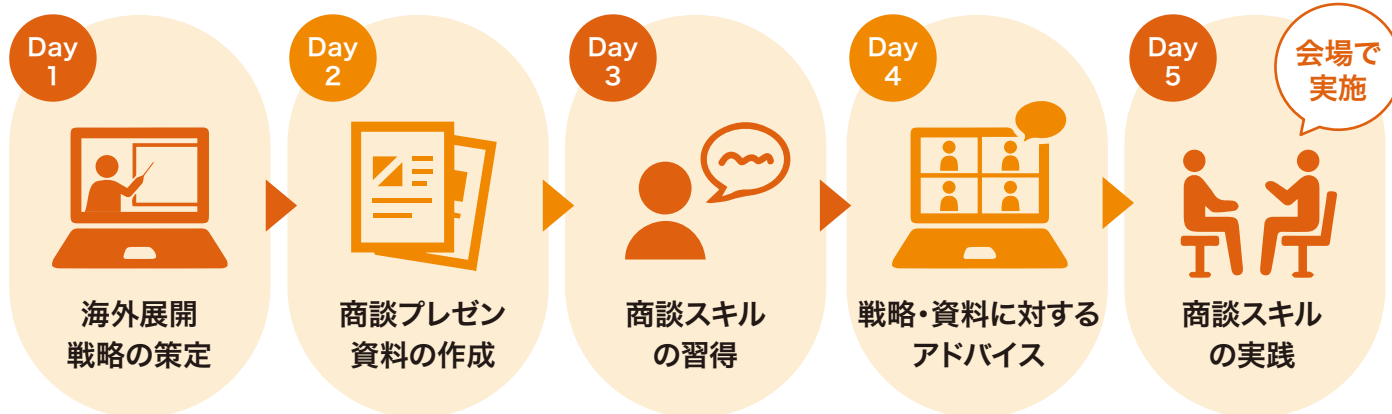 Day
1
海外展開
戦略の策定
Day
2
商談プレゼン
資料の作成
Day
3
商談スキル
の習得
Day
4
戦略・資料に対する
アドバイス
Day
5
会場で
実施
商談スキル
の実践